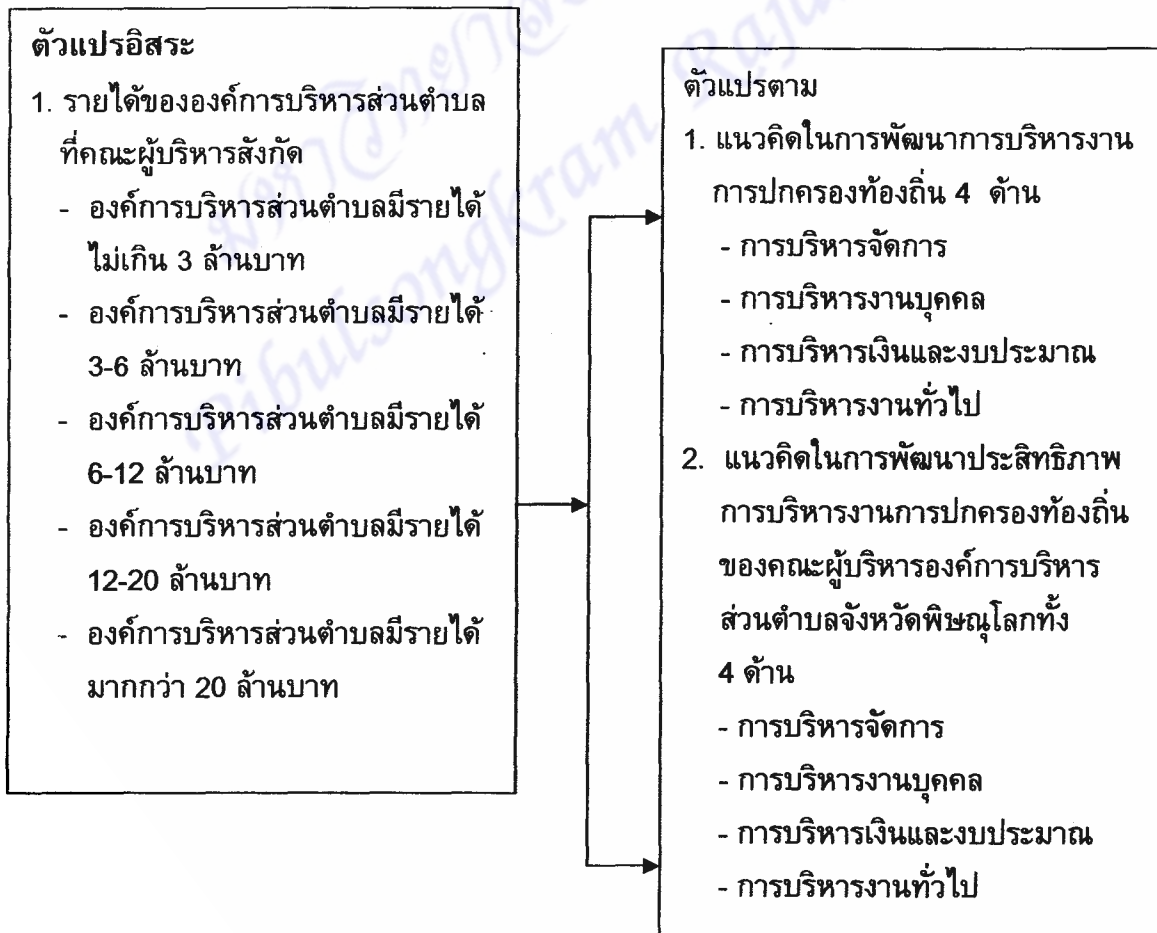 ตัวแปรอิสระ
1. รายได้ขององค์การบริหารส่วนตำบล
ที่คณะผู้บริหารสังกัด
- องค์การบริหารส่วนตำบลมีรายได้
ไม่เกิน 3 ล้านบาท
- องค์การบริหารส่วนตำบลมีรายได้
3-6 ล้านบาท
- องค์การบริหารส่วนตำบลมีรายได้
6-12 ล้านบาท
- องค์การบริหารส่วนตำบลมีรายได้
12-20 ล้านบาท
- องค์การบริหารส่วนตำบลมีรายได้
มากกว่า 20 ล้านบาท
ตัวแปรตาม
1. แนวคิดในการพัฒนาการบริหารงาน
การปกครองท้องถิ่น 4 ด้าน
- การบริหารจัดการ
- การบริหารงานบุคคล
- การบริหารเงินและงบประมาณ
- การบริหารงานทั่วไป
2. แนวคิดในการพัฒนาประสิทธิภาพ
การบริหารงานการปกครองท้องถิ่น
ของคณะผู้บริหารองค์การบริหาร
ส่วนตำบลจังหวัดพิษณุโลกทั้ง
4 ด้าน
- การบริหารจัดการ
- การบริหารงานบุคคล
- การบริหารเงินและงบประมาณ
- การบริหารงานทั่วไป
Pibulsongkram